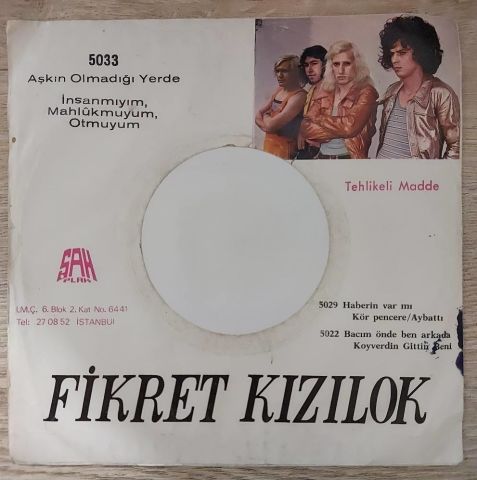 5033
Aşkın Olmadığı Yerde
İnsanmıyım,
Mahlûkmuyum,
Otmuyum
Tehlikeli Madde
ŞAH
PLAK
İ.M.Ç. 6. Blok 2. Kat No. 6441
Tel: 27 08 52 İSTANBUL
5029 Haberin var mı
Kör pencere/Aybattı
5022 Bacım önde ben arkada
Koyverdin Gittin Beni
FİKRET KIZILOK